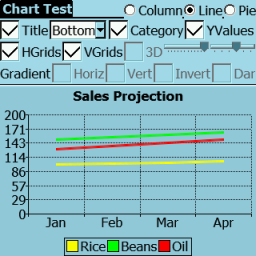 Chart Test Column Line Pie
Title Bottom Category YValues
HGrids VGrids 3D
Gradient Horiz Vert Invert Dar
Sales Projection
200
171
143
114
86
57
29
0
Jan Feb Mar Apr
Rice Beans Oil